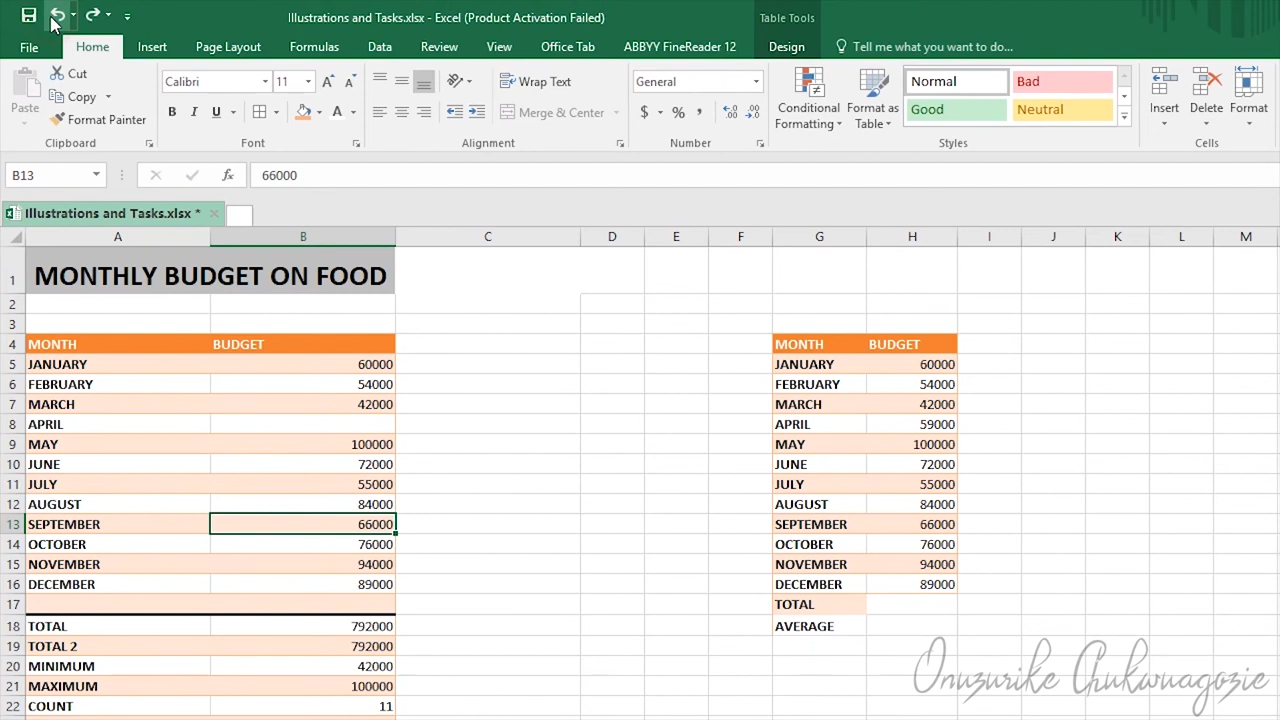 Illustrations and Tasks.xlsx - Excel (Product Activation Failed)
Table Tools
File Home Insert Page Layout Formulas Data Review View Office Tab ABBYY FineReader 12 Design Tell me what you want to do...
Paste
Cut
Copy
Format Painter
Clipboard
Calibri 11
B I U
Font
Wrap Text
Merge & Center
Alignment
General
$ % ,
Number
Conditional Formatting
Format as Table
Normal Bad
Good Neutral
Styles
Insert Delete Format
Cells
B13 fx 66000
Illustrations and Tasks.xlsx *
A B C D E F G H I J K L M
1 MONTHLY BUDGET ON FOOD
2
3
4 MONTH BUDGET MONTH BUDGET
5 JANUARY 60000 JANUARY 60000
6 FEBRUARY 54000 FEBRUARY 54000
7 MARCH 42000 MARCH 42000
8 APRIL APRIL 59000
9 MAY 100000 MAY 100000
10 JUNE 72000 JUNE 72000
11 JULY 55000 JULY 55000
12 AUGUST 84000 AUGUST 84000
13 SEPTEMBER 66000 SEPTEMBER 66000
14 OCTOBER 76000 OCTOBER 76000
15 NOVEMBER 94000 NOVEMBER 94000
16 DECEMBER 89000 DECEMBER 89000
17 TOTAL
18 TOTAL 792000 AVERAGE
19 TOTAL 2 792000
20 MINIMUM 42000
21 MAXIMUM 100000
22 COUNT 11
Onuzurike Chukwuagozie